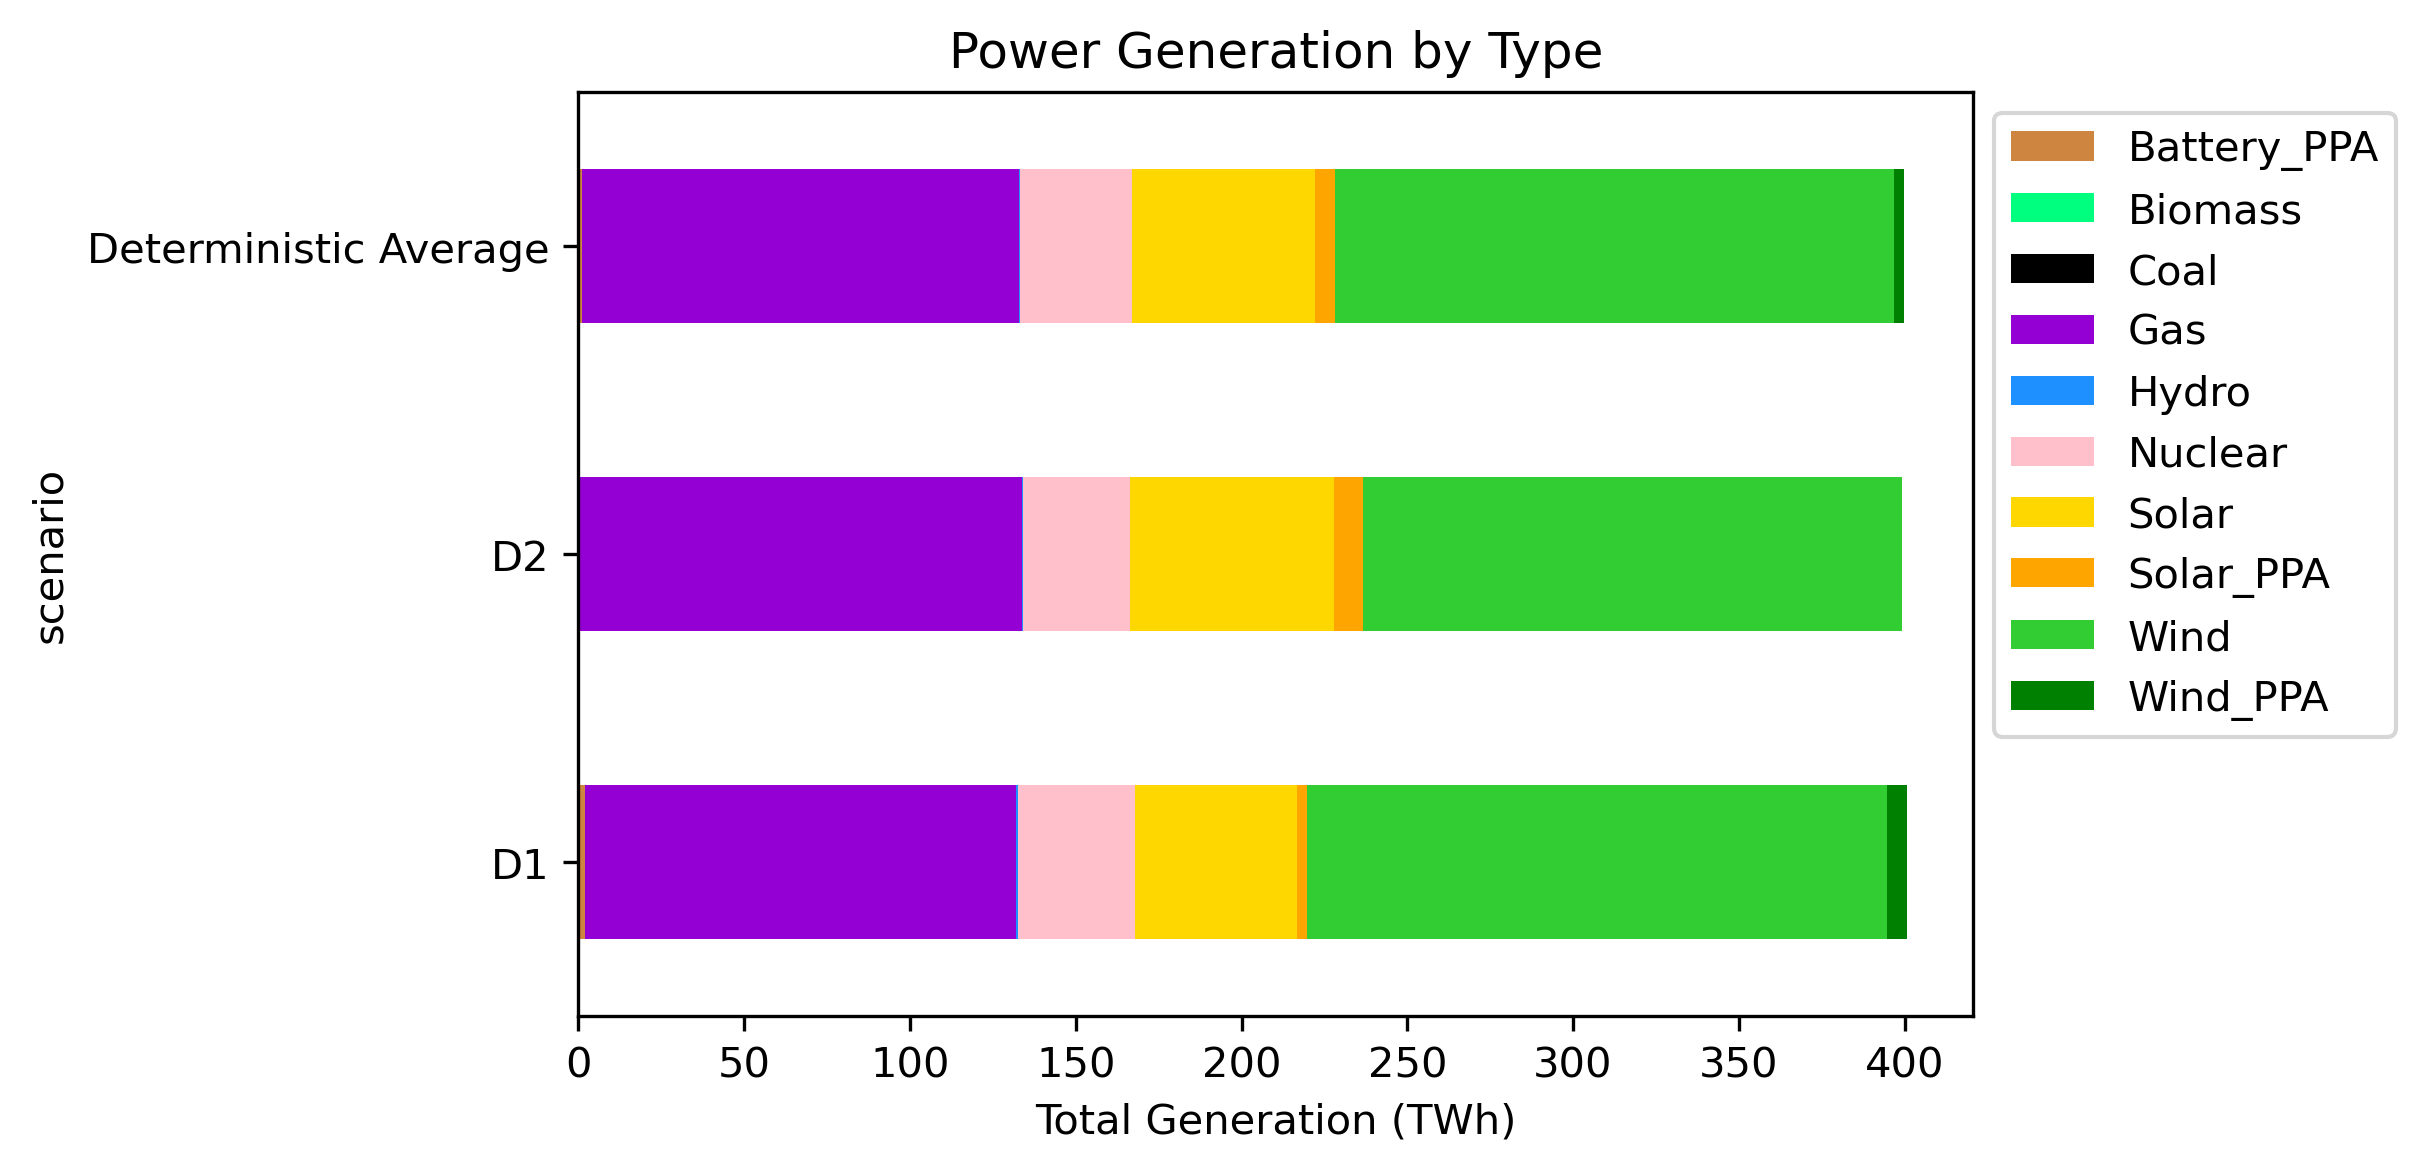 Power Generation by Type
Deterministic Average
D2
D1
scenario
0 50 100 150 200 250 300 350 400
Total Generation (TWh)
Battery_PPA
Biomass
Coal
Gas
Hydro
Nuclear
Solar
Solar_PPA
Wind
Wind_PPA